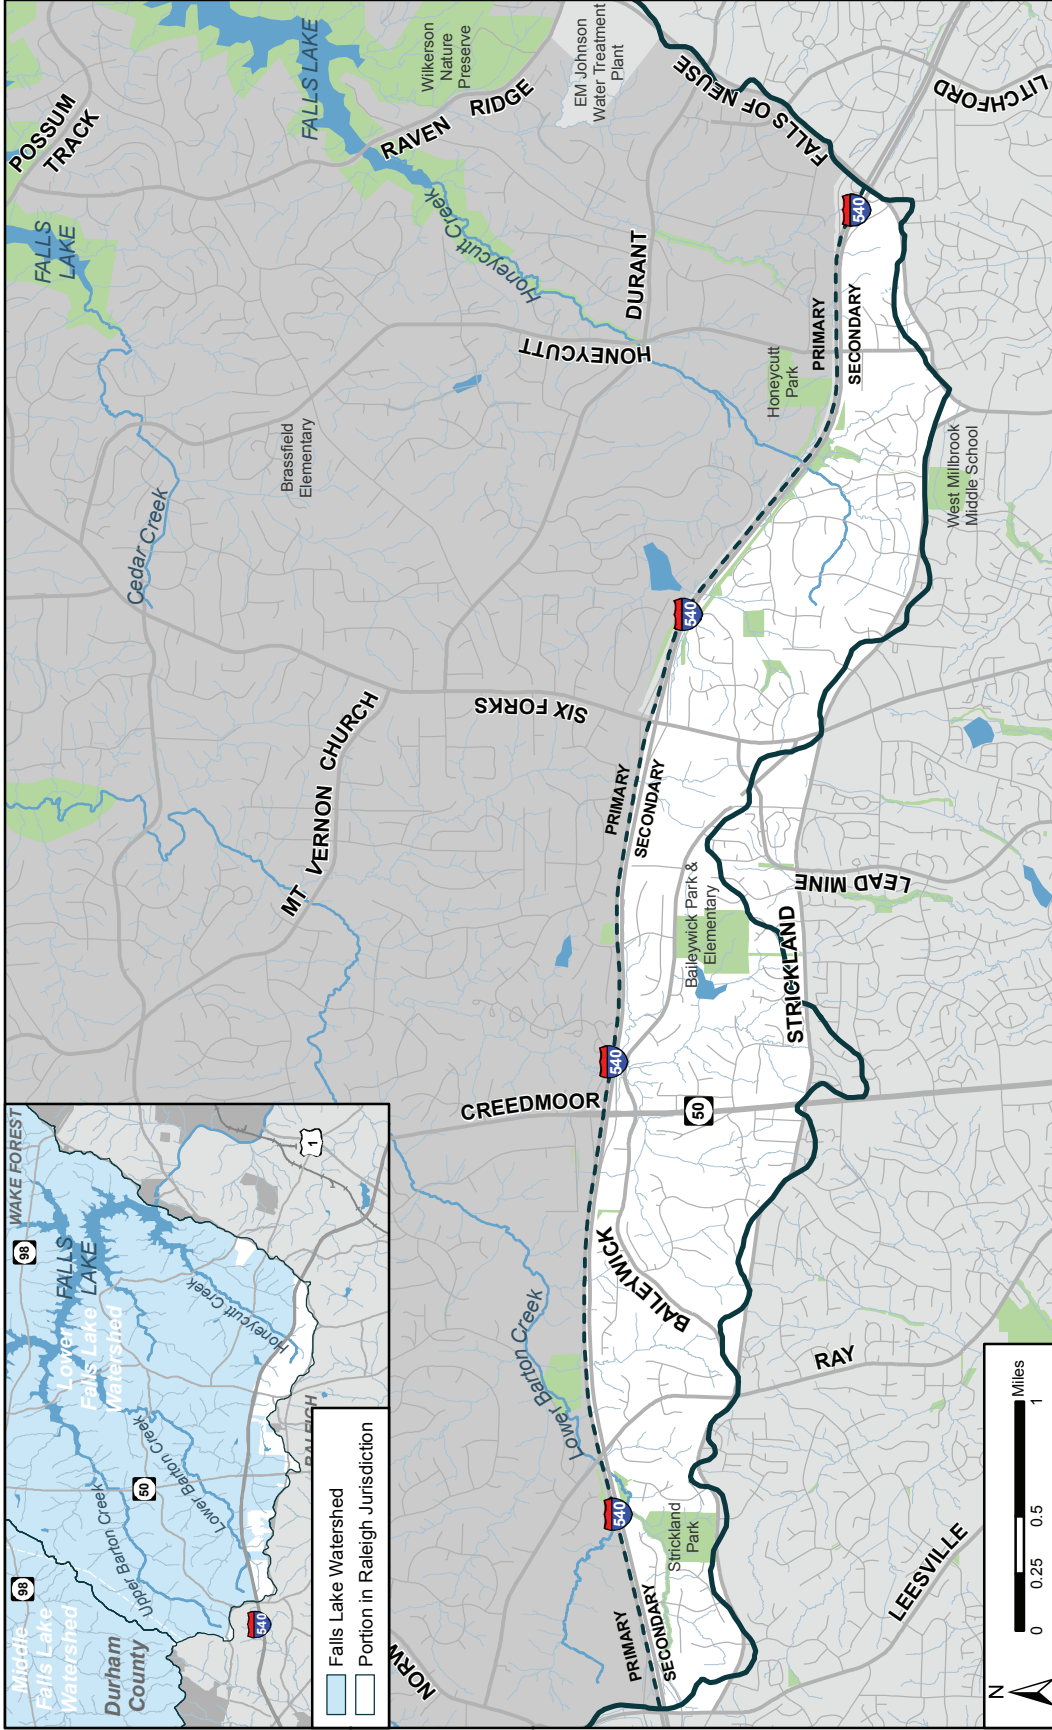 Middle
Falls Lake
Watershed
Durham
County
98
98
50
540
1
WAKE FOREST
FALLS
LAKE
Lower
Falls Lake
Watershed
Upper Barton Creek
Lower Barton Creek
Honeycutt Creek
RALEIGH
Falls Lake Watershed
Portion in Raleigh Jurisdiction
POSSUM
TRACK
FALLS
LAKE
FALLS LAKE
Wilkerson
Nature
Preserve
RAVEN RIDGE
EM Johnson
Water Treatment
Plant
Cedar Creek
Brassfield
Elementary
Honeycutt Creek
HONEYCUTT
DURANT
FALLS OF NEUSE
LITCHFORD
MT VERNON CHURCH
SIX FORKS
Honeycutt
Park
PRIMARY
SECONDARY
540
540
CREEDMOOR
540
PRIMARY
SECONDARY
Baileywick Park &
Elementary
West Millbrook
Middle School
LEAD MINE
STRICKLAND
50
Lower Barton Creek
BAILEYWICK
RAY
540
Strickland
Park
PRIMARY
SECONDARY
NORW
LEESVILLE
N
0 0.25 0.5 1
Miles